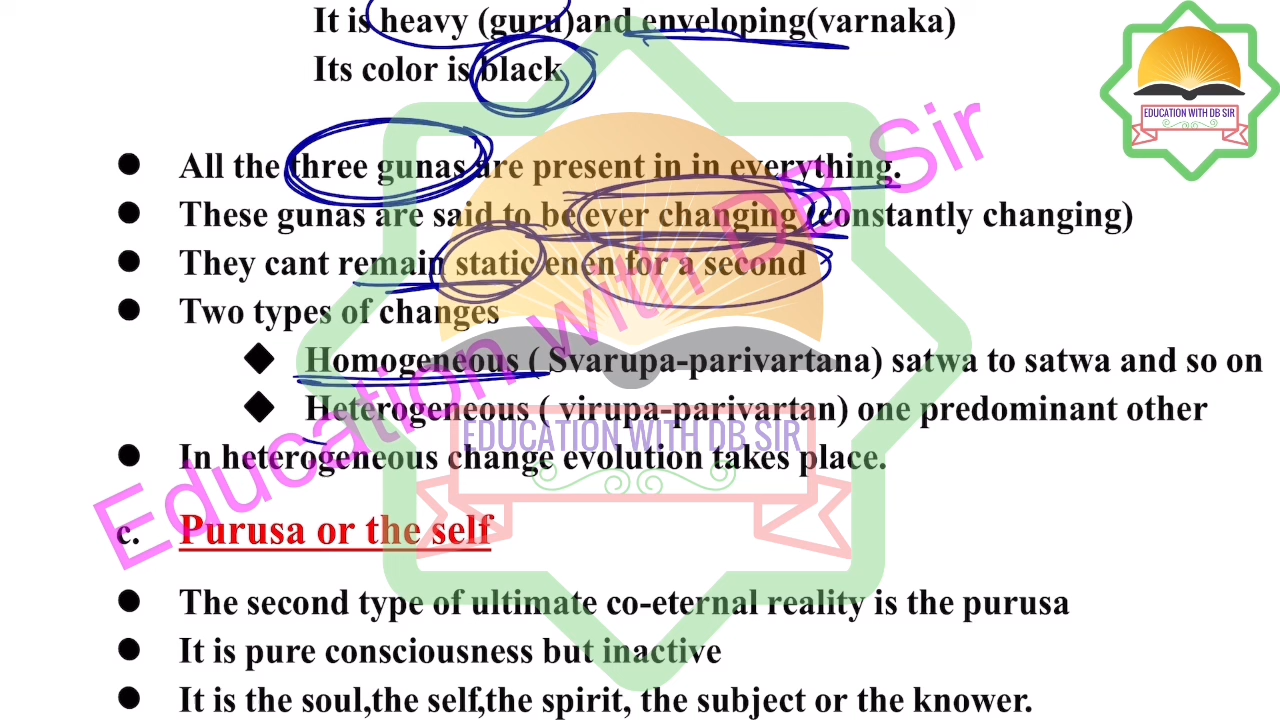 It is heavy (guru)and enveloping(varnaka)
Its color is black
EDUCATION WITH DB SIR
● All the three gunas are present in in everything.
● These gunas are said to be ever changing (constantly changing)
● They cant remain static enen for a second
● Two types of changes
◆ Homogeneous ( Svarupa-parivartana) satwa to satwa and so on
◆ Heterogeneous ( virupa-parivartan) one predominant other
● In heterogeneous change evolution takes place.
c. Purusa or the self
● The second type of ultimate co-eternal reality is the purusa
● It is pure consciousness but inactive
● It is the soul,the self,the spirit, the subject or the knower.
Education with DB Sir
EDUCATION WITH DB SIR